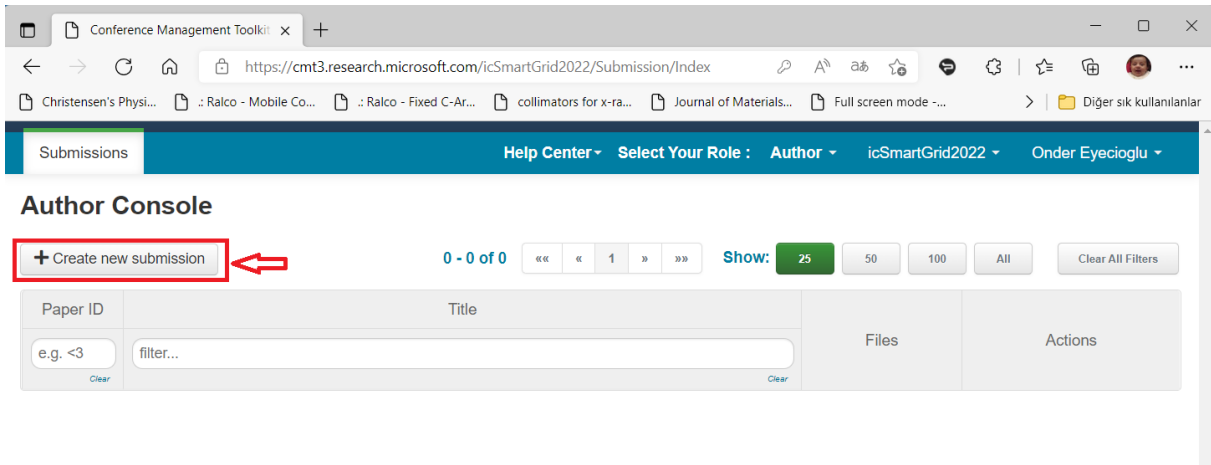 Conference Management Toolkit
https://cmt3.research.microsoft.com/icSmartGrid2022/Submission/Index
Christensen's Physi... .: Ralco - Mobile Co... .: Ralco - Fixed C-Ar... collimators for x-ra... Journal of Materials... Full screen mode -... Diğer sık kullanılanlar
Submissions Help Center Select Your Role : Author icSmartGrid2022 Onder Eyecioglu
Author Console
+ Create new submission 0 - 0 of 0 «« « 1 » »» Show: 25 50 100 All Clear All Filters
Paper ID Title Files Actions
e.g. <3 filter...
Clear Clear